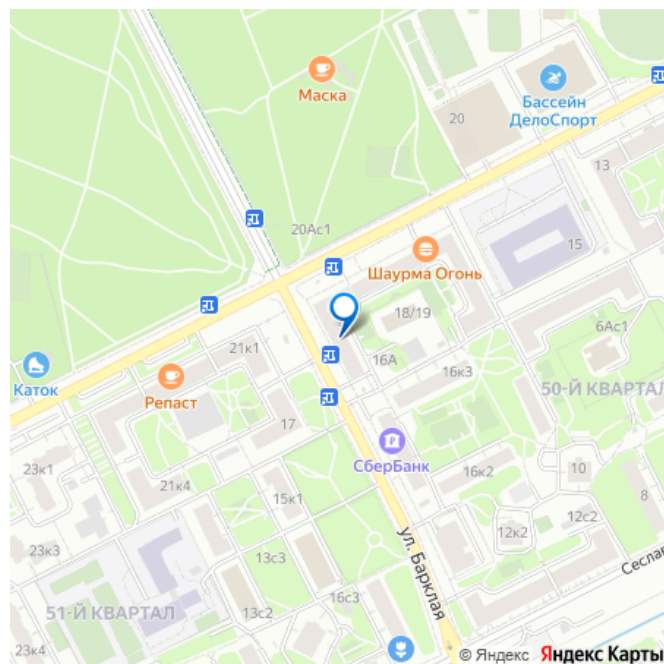 Маска
Бассейн
ДелоСпорт
20
13
20Ас1
15
Шаурма Огонь
18/19
6Ас1
21к1
16А
Каток
Репаст
16к3
50-Й КВАРТАЛ
17
СберБанк
23к1
16к2
10
21к4
8
15к1
12с2
12к2
ул. Барклая
23к3
13с3
Сеслав
16с3
51-Й КВАРТАЛ
13с2
23к4
© Яндекс Яндекс Карты